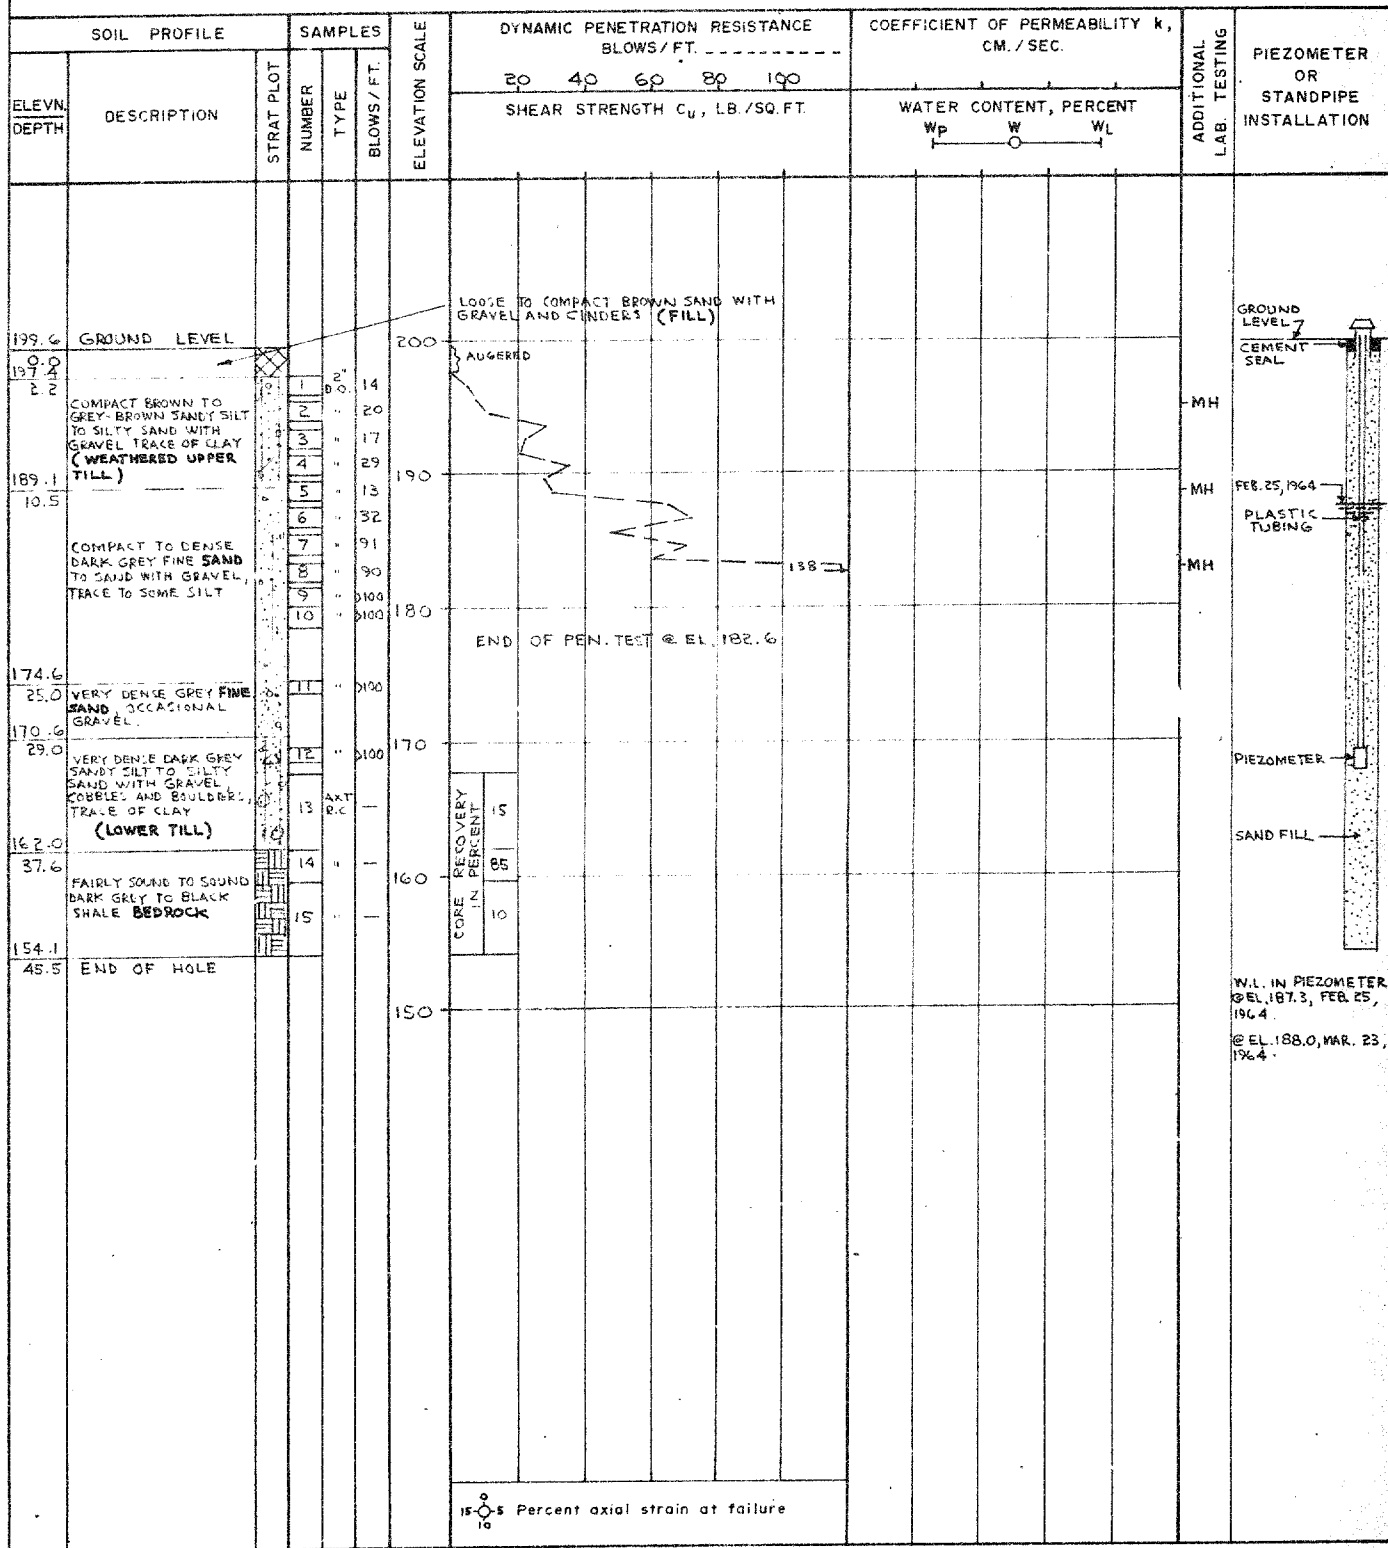 SOIL PROFILE
SAMPLES
ELEVATION SCALE
DYNAMIC PENETRATION RESISTANCE
BLOWS / FT. -----------
20 40 60 80 100
SHEAR STRENGTH Cu, LB./SQ.FT.
COEFFICIENT OF PERMEABILITY k,
CM./SEC.
WATER CONTENT, PERCENT
Wp W WL
ADDITIONAL
LAB. TESTING
PIEZOMETER
OR
STANDPIPE
INSTALLATION
ELEVN.
DEPTH
DESCRIPTION
STRAT PLOT
NUMBER
TYPE
BLOWS / FT.
LOOSE TO COMPACT BROWN SAND WITH
GRAVEL AND CINDERS (FILL)
199.6 GROUND LEVEL
0.0
197.4
2.2
COMPACT BROWN TO
GREY-BROWN SANDY SILT
TO SILTY SAND WITH
GRAVEL TRACE OF CLAY
(WEATHERED UPPER
TILL)
189.1
10.5
COMPACT TO DENSE
DARK GREY FINE SAND
TO SAND WITH GRAVEL,
TRACE TO SOME SILT
174.6
25.0
VERY DENSE GREY FINE
SAND, OCCASIONAL
GRAVEL.
170.6
29.0
VERY DENSE DARK GREY
SANDY SILT TO SILTY
SAND WITH GRAVEL,
COBBLES AND BOULDERS,
TRACE OF CLAY
(LOWER TILL)
162.0
37.6
FAIRLY SOUND TO SOUND
DARK GREY TO BLACK
SHALE BEDROCK
154.1
45.5 END OF HOLE
1 2" D.O. 14
2 " 20
3 " 17
4 " 29
5 " 13
6 " 32
7 " 91
8 " 90
9 " >100
10 " >100
11 " >100
12 " >100
13 AXT R.C —
14 " —
15 " —
200
190
180
170
160
150
AUGERED
138
END OF PEN. TEST @ EL. 182.6
CORE RECOVERY
IN PERCENT
15
85
10
MH
MH
MH
GROUND
LEVEL
CEMENT
SEAL
FEB. 25, 1964
PLASTIC
TUBING
PIEZOMETER
SAND FILL
W.L. IN PIEZOMETER
@ EL. 187.3, FEB. 25,
1964.
@ EL. 188.0, MAR. 23,
1964.
0
15 5 Percent axial strain at failure
10